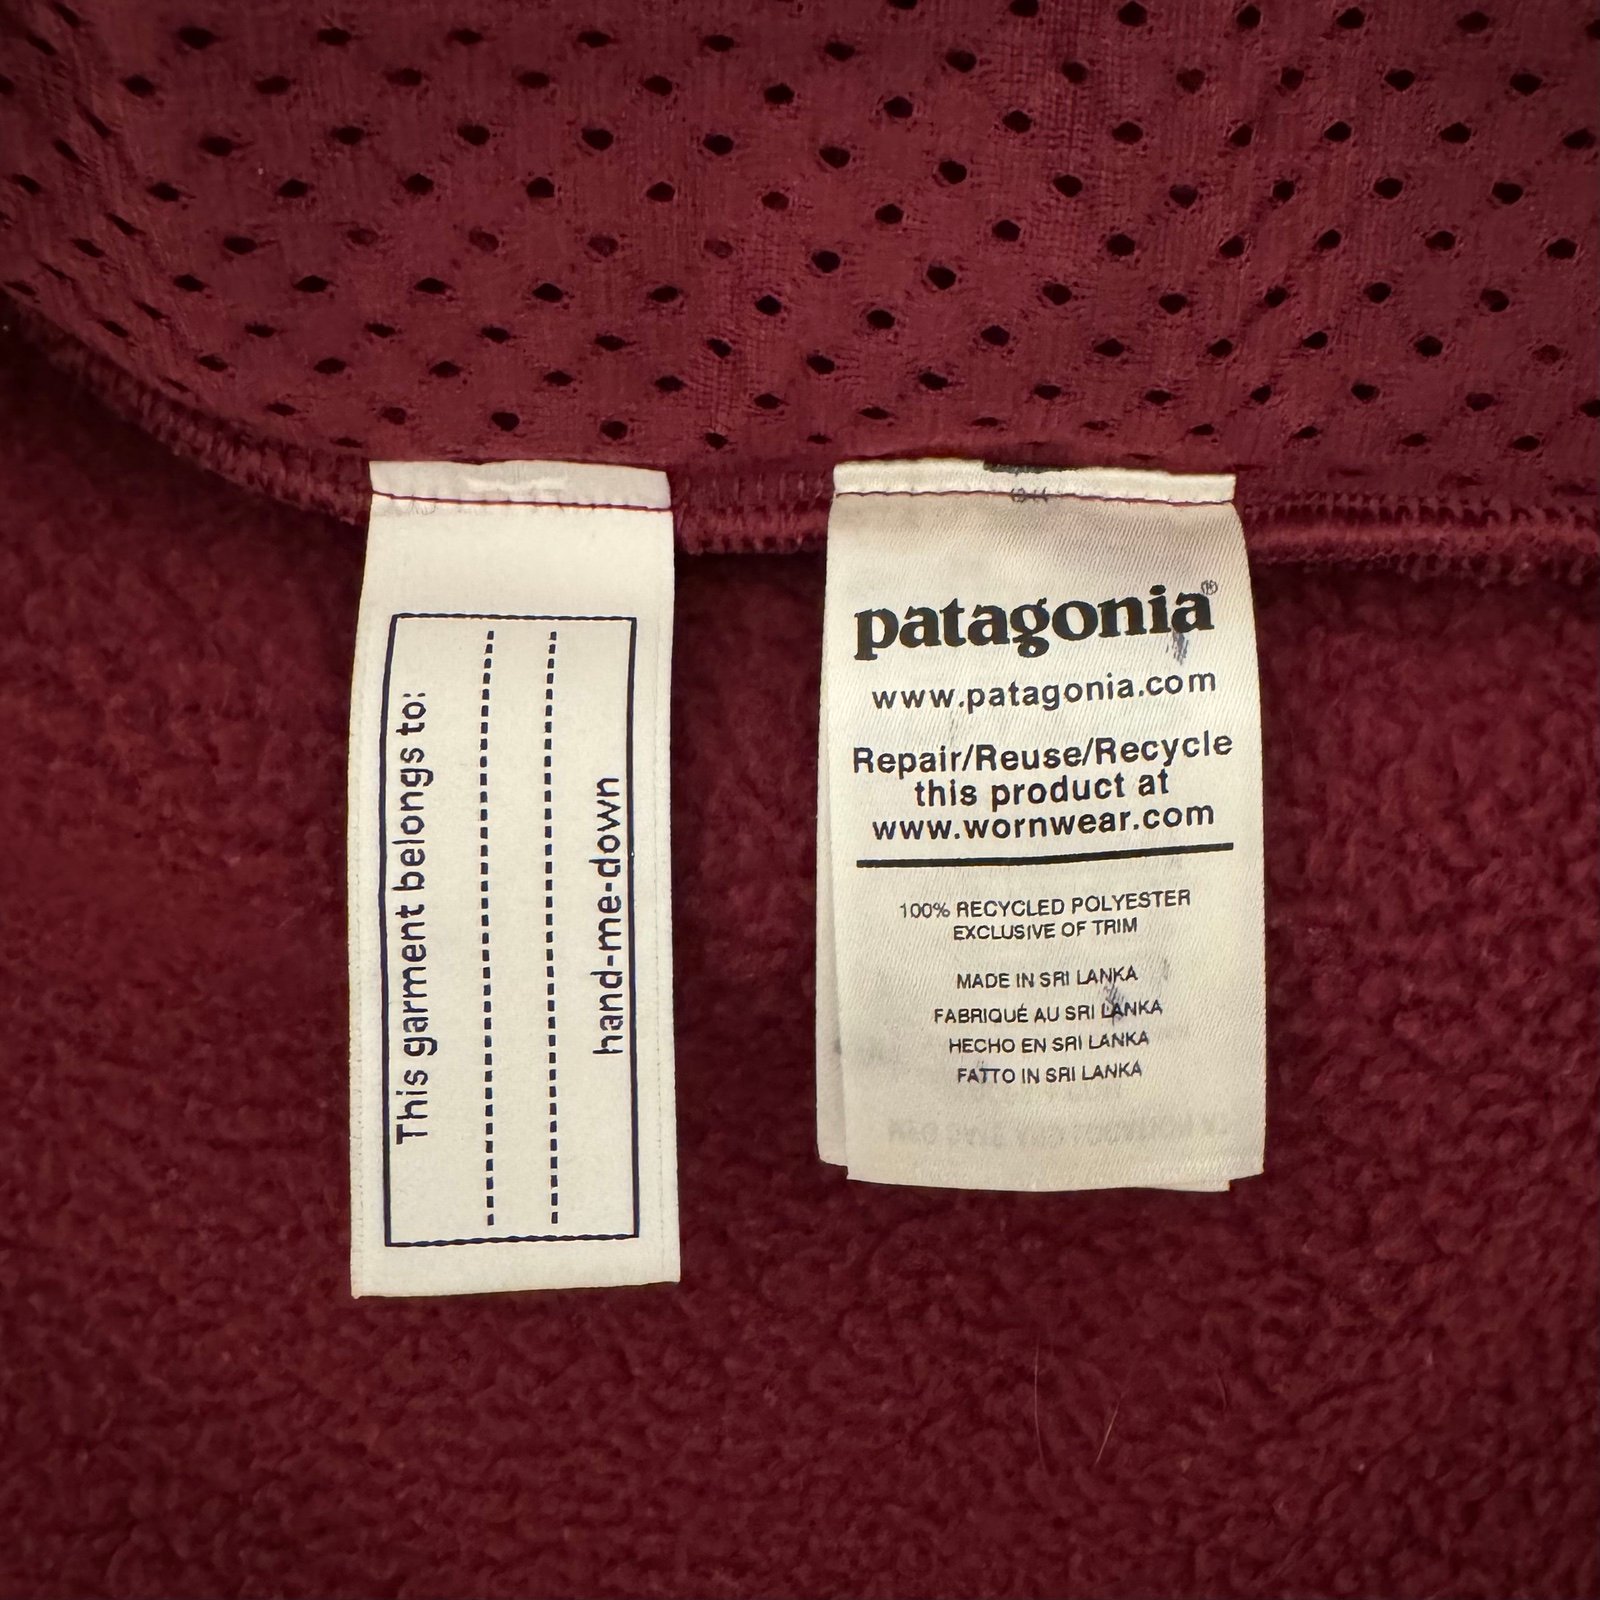 This garment belongs to:
hand-me-down
patagonia®
www.patagonia.com
Repair/Reuse/Recycle
this product at
www.wornwear.com
100% RECYCLED POLYESTER
EXCLUSIVE OF TRIM
MADE IN SRI LANKA
FABRIQUÉ AU SRI LANKA
HECHO EN SRI LANKA
FATTO IN SRI LANKA